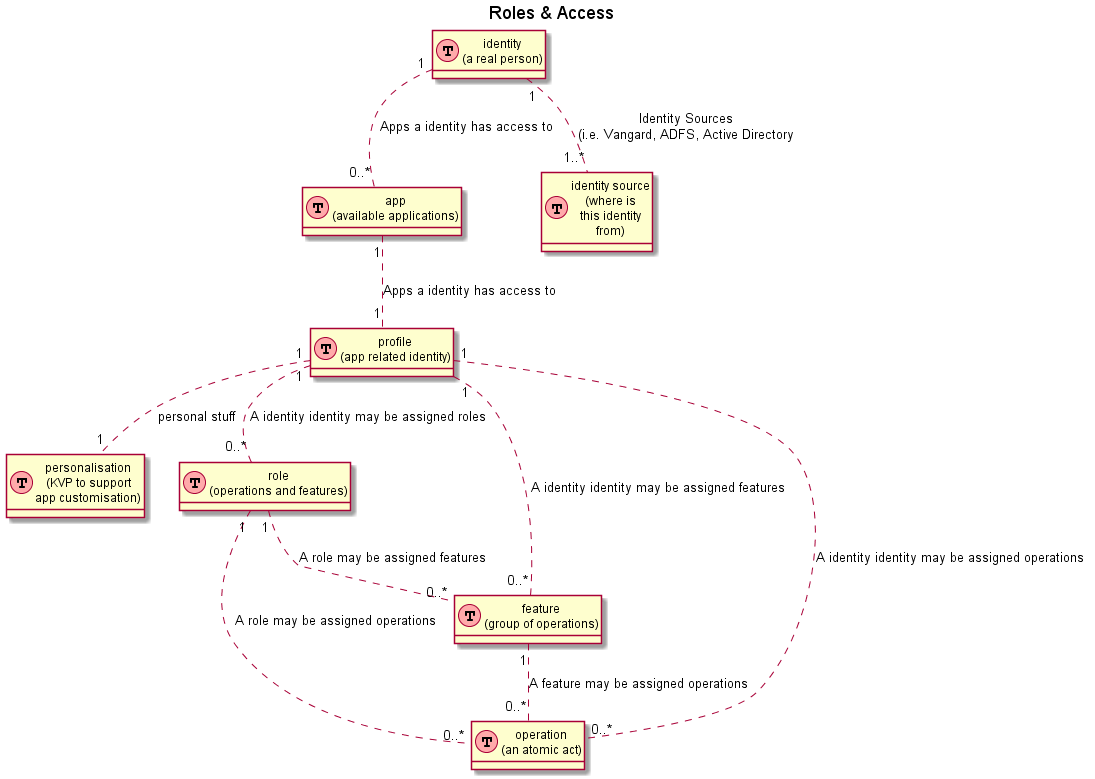 Roles & Access
T
identity
(a real person)
1
1
Apps a identity has access to
Identity Sources
(i.e. Vangard, ADFS, Active Directory
0..*
1..*
T
app
(available applications)
T
identity source
(where is
this identity
from)
1
Apps a identity has access to
1
T
profile
(app related identity)
1
1
1
1
personal stuff
A identity identity may be assigned roles
1
0..*
T
personalisation
(KVP to support
app customisation)
T
role
(operations and features)
A identity identity may be assigned features
1
1
A role may be assigned features
A identity identity may be assigned operations
0..*
0..*
T
feature
(group of operations)
A role may be assigned operations
1
A feature may be assigned operations
0..*
0..*
0..*
T
operation
(an atomic act)